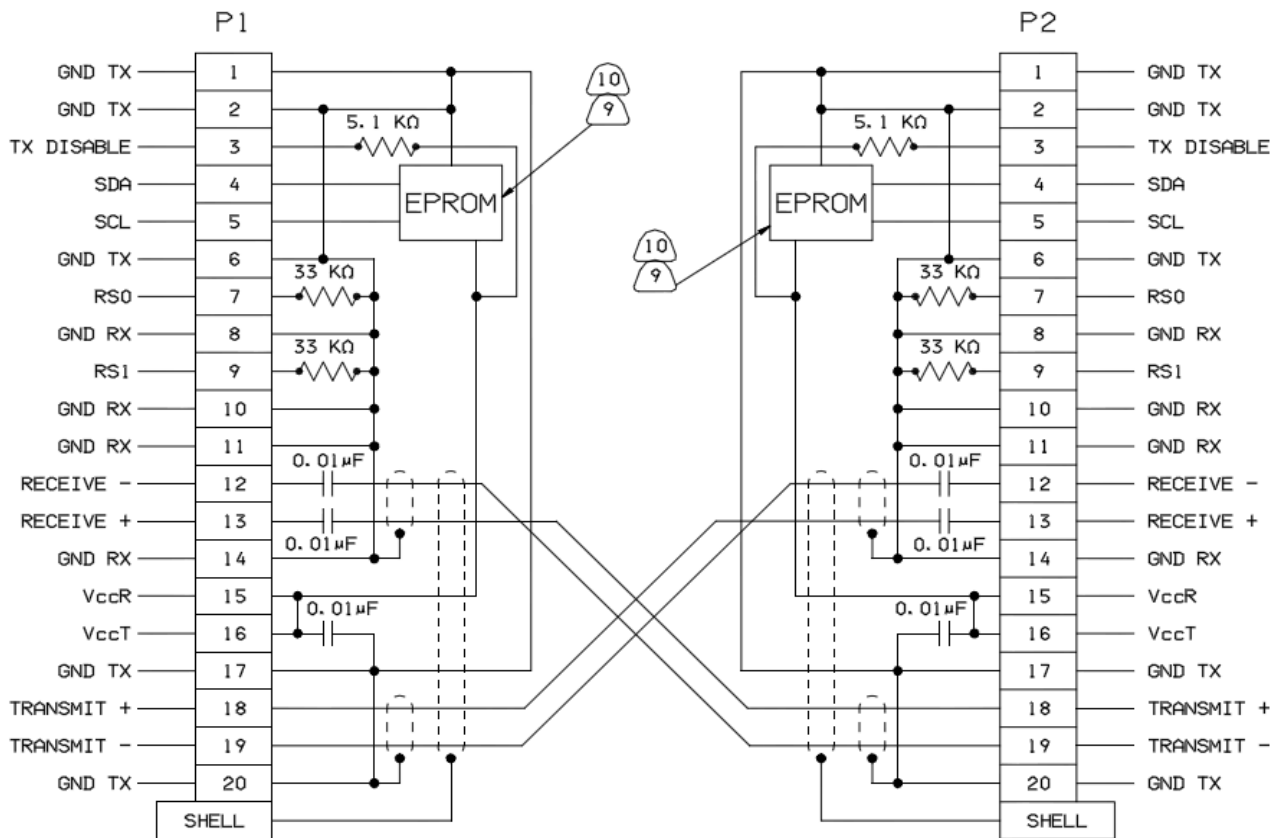 P1 P2
GND TX 1 1 GND TX
10
GND TX 2 2 GND TX
9
5.1 KΩ 5.1 KΩ
TX DISABLE 3 3 TX DISABLE
SDA 4 4 SDA
EPROM EPROM
SCL 5 5 SCL
10
GND TX 6 6 GND TX
9
33 KΩ 33 KΩ
RS0 7 7 RS0
GND RX 8 8 GND RX
33 KΩ 33 KΩ
RS1 9 9 RS1
GND RX 10 10 GND RX
GND RX 11 11 GND RX
0.01µF 0.01µF
RECEIVE - 12 12 RECEIVE -
RECEIVE + 13 13 RECEIVE +
0.01µF 0.01µF
GND RX 14 14 GND RX
VccR 15 15 VccR
0.01µF 0.01µF
VccT 16 16 VccT
GND TX 17 17 GND TX
TRANSMIT + 18 18 TRANSMIT +
TRANSMIT - 19 19 TRANSMIT -
GND TX 20 20 GND TX
SHELL SHELL